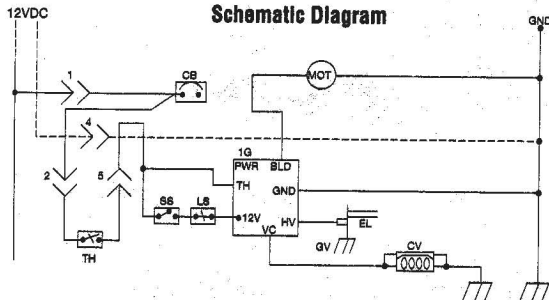 12VDC
Schematic Diagram
GND
1
CB
MOT
4
1G
PWR BLD
2
5
TH
GND
SS
LS
12V
HV
EL
VC
GV
CV
TH